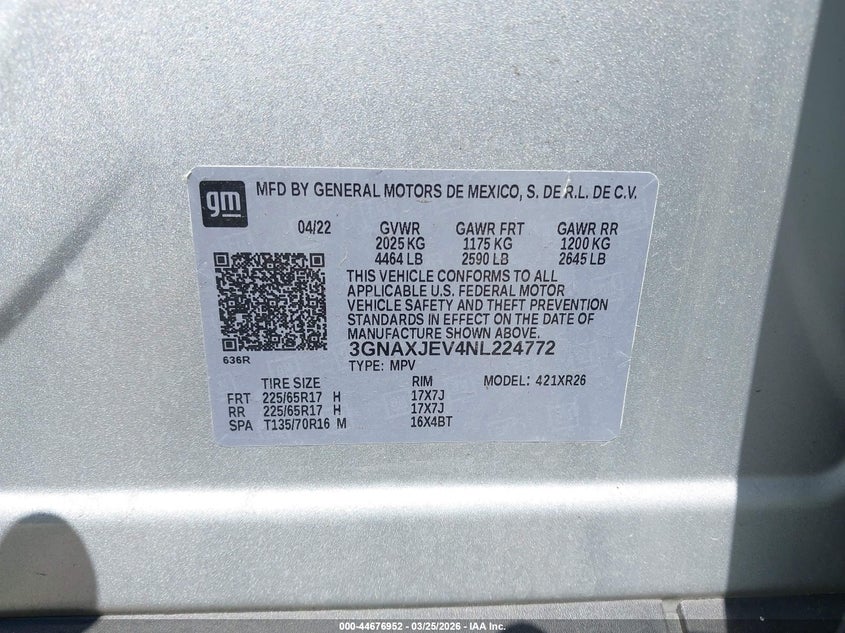 gm
MFD BY GENERAL MOTORS DE MEXICO, S. DE R.L. DE C.V.
04/22 GVWR GAWR FRT GAWR RR
2025 KG 1175 KG 1200 KG
4464 LB 2590 LB 2645 LB
THIS VEHICLE CONFORMS TO ALL
APPLICABLE U.S. FEDERAL MOTOR
VEHICLE SAFETY AND THEFT PREVENTION
STANDARDS IN EFFECT ON THE DATE OF
MANUFACTURE SHOWN ABOVE.
636R
3GNAXJEV4NL224772
TYPE: MPV
TIRE SIZE RIM MODEL: 421XR26
FRT 225/65R17 H 17X7J
RR 225/65R17 H 17X7J
SPA T135/70R16 M 16X4BT
000-44676952 | 03/25/2026 - IAA Inc.